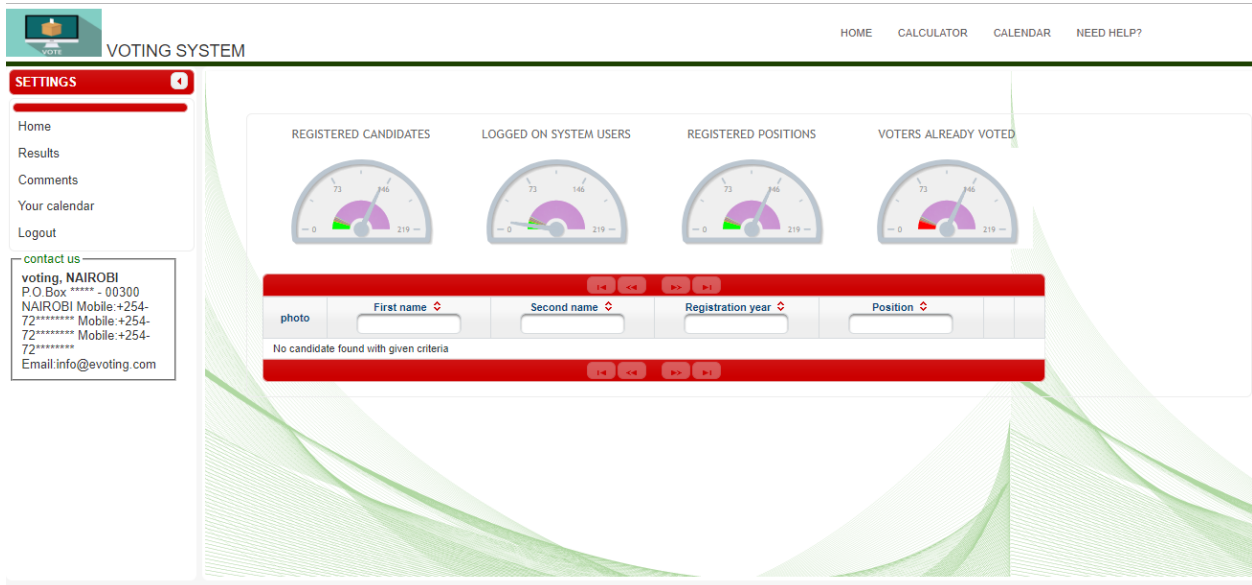 VOTE
VOTING SYSTEM
HOME CALCULATOR CALENDAR NEED HELP?
SETTINGS
Home
Results
Comments
Your calendar
Logout
contact us
voting, NAIROBI
P.O.Box ***** - 00300
NAIROBI Mobile:+254-
72******** Mobile:+254-
72******** Mobile:+254-
72********
Email:info@evoting.com
REGISTERED CANDIDATES LOGGED ON SYSTEM USERS REGISTERED POSITIONS VOTERS ALREADY VOTED
73 146 73 146 73 146 73 146
0 219 0 219 0 219 0 219
photo First name Second name Registration year Position
No candidate found with given criteria